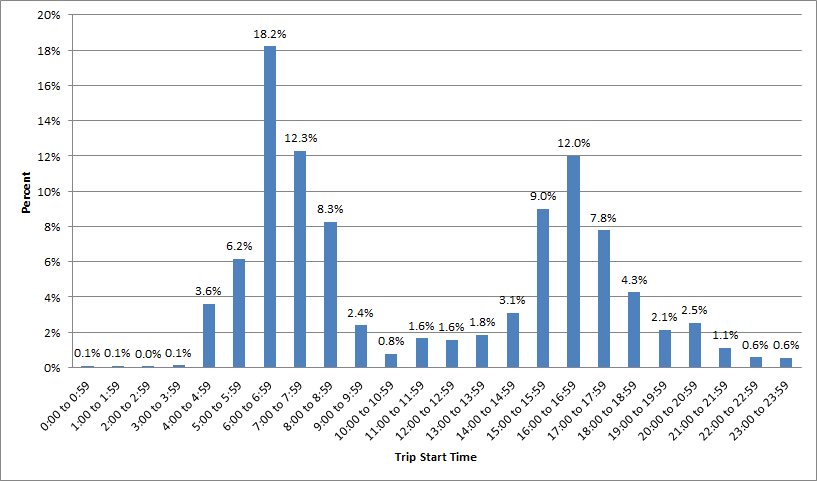 20%
18%
16%
14%
12%
10%
8%
6%
4%
2%
0%
Percent
0.1%
0.1%
0.0%
0.1%
3.6%
6.2%
18.2%
12.3%
8.3%
2.4%
0.8%
1.6%
1.6%
1.8%
3.1%
9.0%
12.0%
7.8%
4.3%
2.1%
2.5%
1.1%
0.6%
0.6%
0:00 to 0:59
1:00 to 1:59
2:00 to 2:59
3:00 to 3:59
4:00 to 4:59
5:00 to 5:59
6:00 to 6:59
7:00 to 7:59
8:00 to 8:59
9:00 to 9:59
10:00 to 10:59
11:00 to 11:59
12:00 to 12:59
13:00 to 13:59
14:00 to 14:59
15:00 to 15:59
16:00 to 16:59
17:00 to 17:59
18:00 to 18:59
19:00 to 19:59
20:00 to 20:59
21:00 to 21:59
22:00 to 22:59
23:00 to 23:59
Trip Start Time